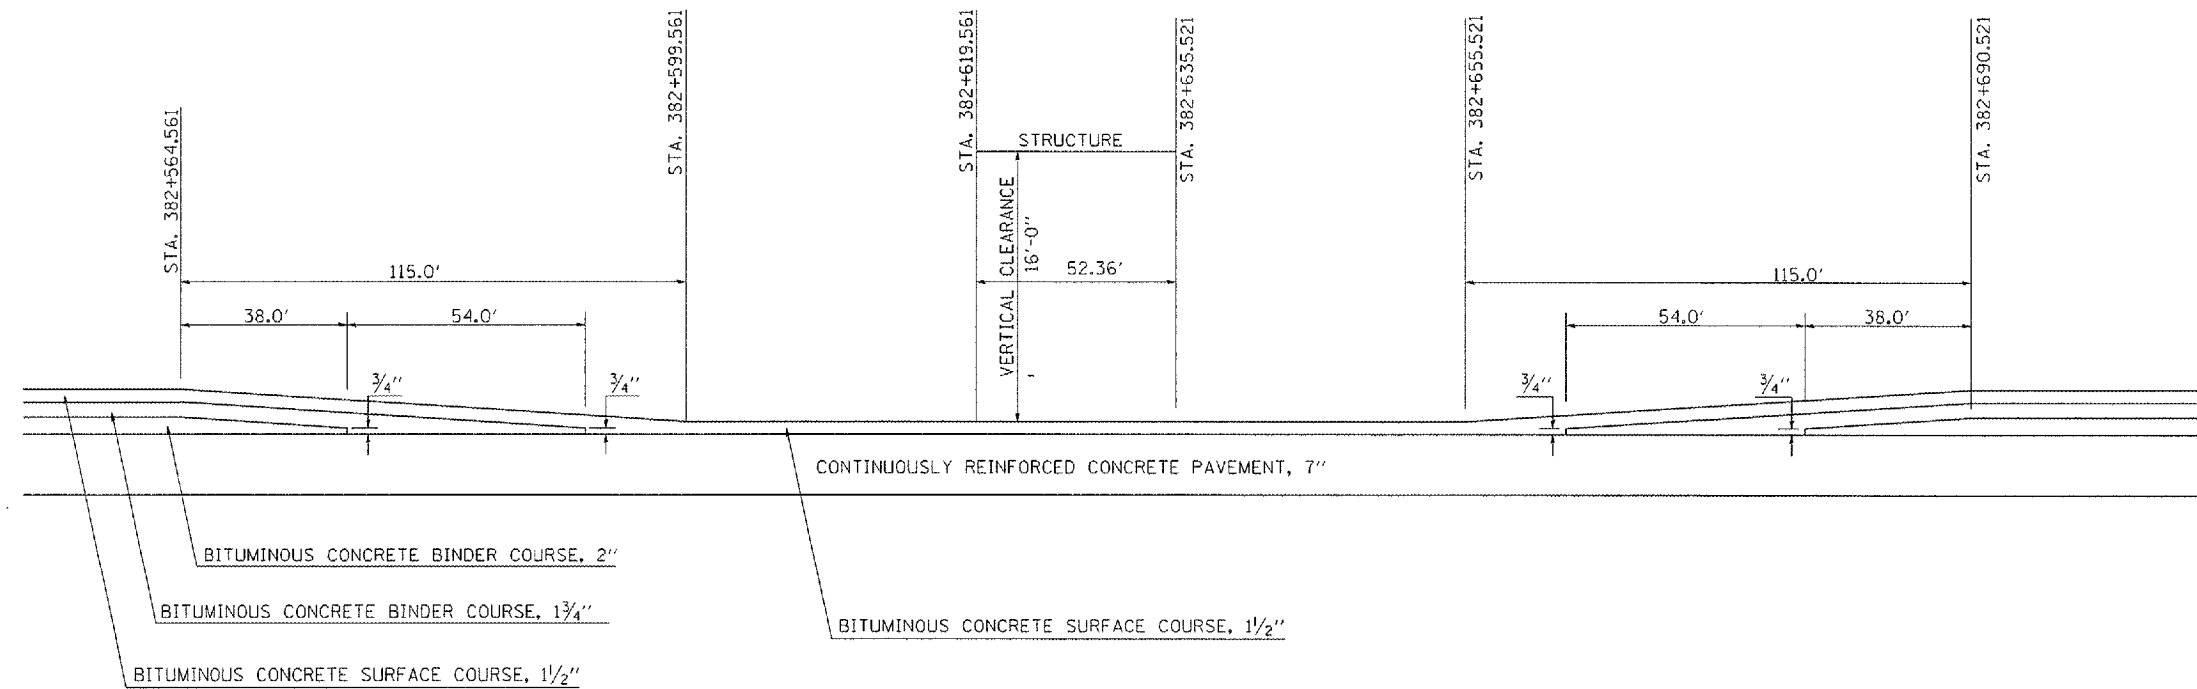 STA. 382+564.561
STA. 382+599.561
STA. 382+619.561
STA. 382+635.521
STA. 382+655.521
STA. 382+690.521
STRUCTURE
VERTICAL CLEARANCE
16'-0"
115.0'
52.36'
115.0'
38.0'
54.0'
54.0'
38.0'
3/4"
3/4"
3/4"
3/4"
CONTINUOUSLY REINFORCED CONCRETE PAVEMENT, 7"
BITUMINOUS CONCRETE BINDER COURSE, 2"
BITUMINOUS CONCRETE BINDER COURSE, 1 3/4"
BITUMINOUS CONCRETE SURFACE COURSE, 1 1/2"
BITUMINOUS CONCRETE SURFACE COURSE, 1 1/2"